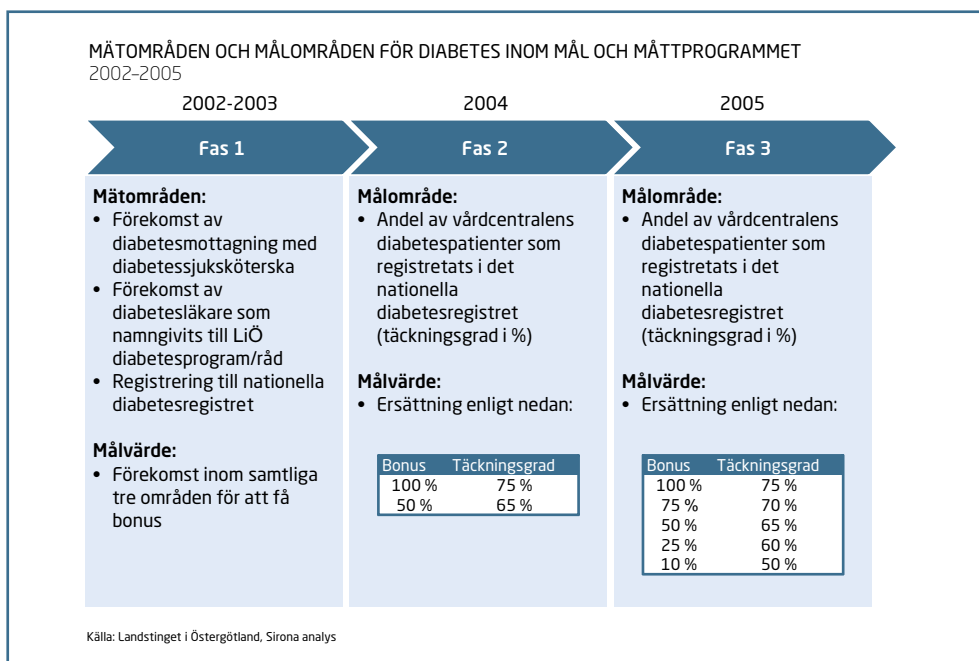 MÄTOMRÅDEN OCH MÅLOMRÅDEN FÖR DIABETES INOM MÅL OCH MÅTTPROGRAMMET
2002–2005
2002-2003
2004
2005
Fas 1
Fas 2
Fas 3
Mätområden:
• Förekomst av
diabetesmottagning med
diabetessjuksköterska
• Förekomst av
diabetesläkare som
namngivits till LiÖ
diabetesprogram/råd
• Registrering till nationella
diabetesregistret
Målvärde:
• Förekomst inom samtliga
tre områden för att få
bonus
Målområde:
• Andel av vårdcentralens
diabetespatienter som
registretats i det
nationella
diabetesregistret
(täckningsgrad i %)
Målvärde:
• Ersättning enligt nedan:
Bonus Täckningsgrad
100 % 75 %
50 % 65 %
Målområde:
• Andel av vårdcentralens
diabetespatienter som
registretats i det
nationella
diabetesregistret
(täckningsgrad i %)
Målvärde:
• Ersättning enligt nedan:
Bonus Täckningsgrad
100 % 75 %
75 % 70 %
50 % 65 %
25 % 60 %
10 % 50 %
Källa: Landstinget i Östergötland, Sirona analys